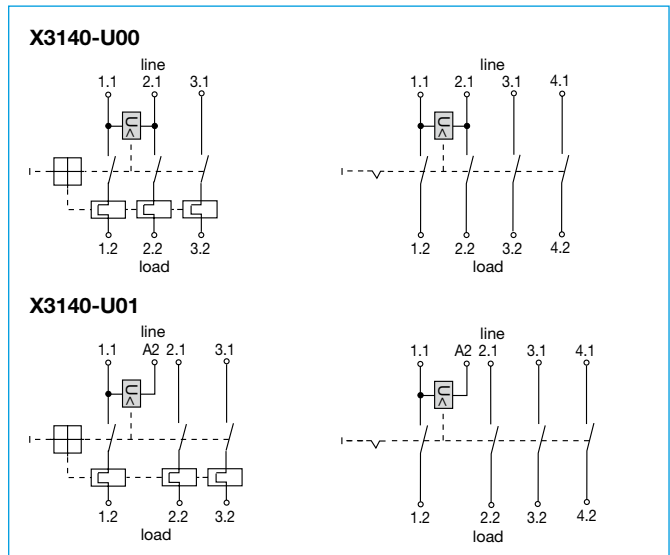 X3140-U00
line
1.1 2.1 3.1
U<
1.2 2.2 3.2
load
line
1.1 2.1 3.1 4.1
U<
1.2 2.2 3.2 4.2
load
X3140-U01
line
1.1 A2 2.1 3.1
U<
1.2 2.2 3.2
load
line
1.1 A2 2.1 3.1 4.1
U<
1.2 2.2 3.2 4.2
load